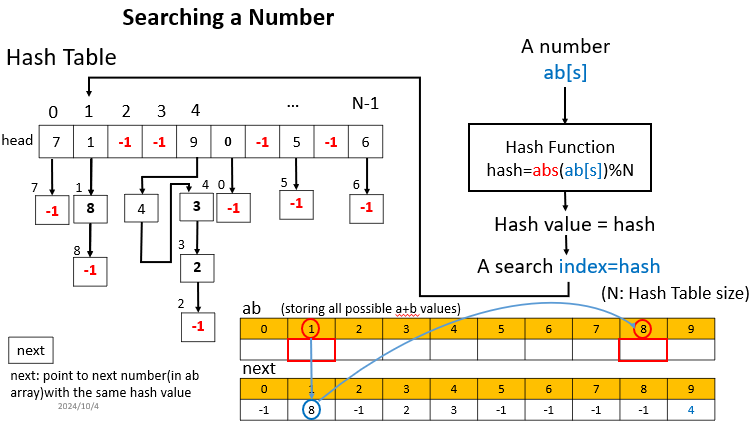 Searching a Number
Hash Table
A number
ab[s]
0 1 2 3 4 ... N-1
head 7 1 -1 -1 9 0 -1 5 -1 6
Hash Function
hash=abs(ab[s])%N
7 1 4 0 5 6
-1 8 4 3 -1 -1 -1
Hash value = hash
8 3
-1 2
A search index=hash
(N: Hash Table size)
2
-1
ab (storing all possible a+b values)
0 1 2 3 4 5 6 7 8 9
next
next: point to next number(in ab
array)with the same hash value
2024/10/4
next
0 1 2 3 4 5 6 7 8 9
-1 8 -1 2 3 -1 -1 -1 -1 4